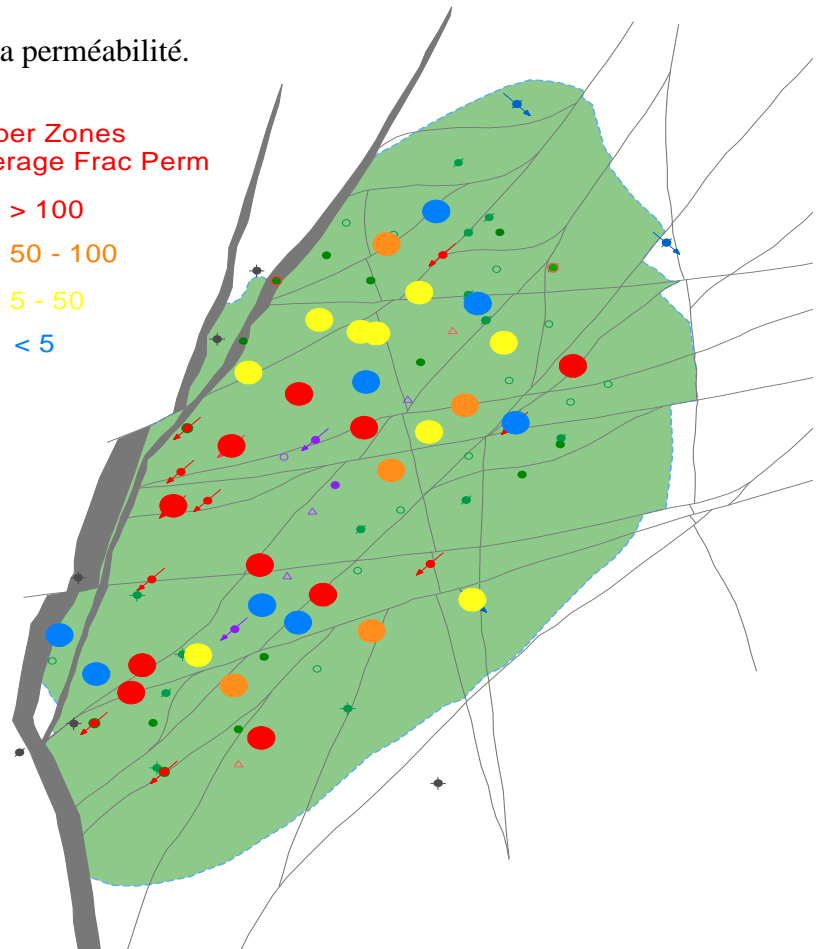 a perméabilité.
per Zones
erage Frac Perm
> 100
50 - 100
5 - 50
< 5